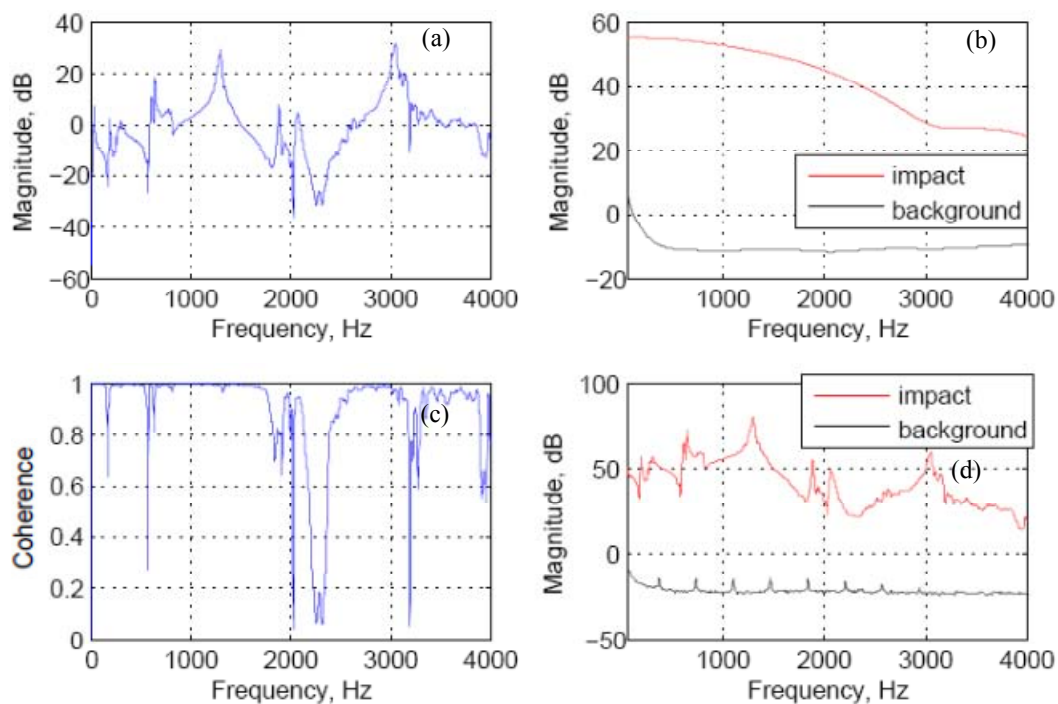 (a)
Magnitude, dB
40
20
0
-20
-40
-60
0
1000
2000
3000
4000
Frequency, Hz
(b)
Magnitude, dB
60
40
20
0
-20
impact
background
1000
2000
3000
4000
Frequency, Hz
(c)
Coherence
1
0.8
0.6
0.4
0.2
0
0
1000
2000
3000
4000
Frequency, Hz
(d)
Magnitude, dB
100
50
0
-50
impact
background
1000
2000
3000
4000
Frequency, Hz